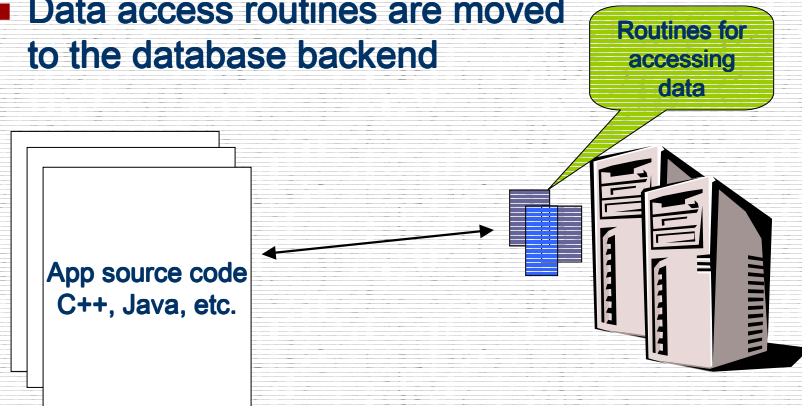 Data access routines are moved
to the database backend
Routines for
accessing
data
App source code
C++, Java, etc.